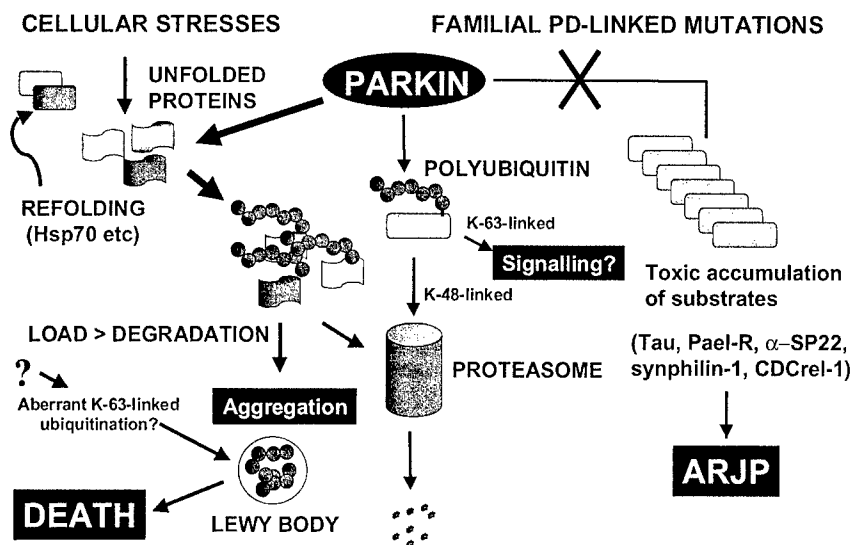 CELLULAR STRESSES
FAMILIAL PD-LINKED MUTATIONS
UNFOLDED
PROTEINS
PARKIN
REFOLDING
(Hsp70 etc)
POLYUBIQUITIN
K-63-linked
Signalling?
K-48-linked
Toxic accumulation
of substrates
(Tau, Pael-R, α–SP22,
synphilin-1, CDCrel-1)
LOAD > DEGRADATION
PROTEASOME
?
Aberrant K-63-linked
ubiquitination?
Aggregation
ARJP
DEATH
LEWY BODY